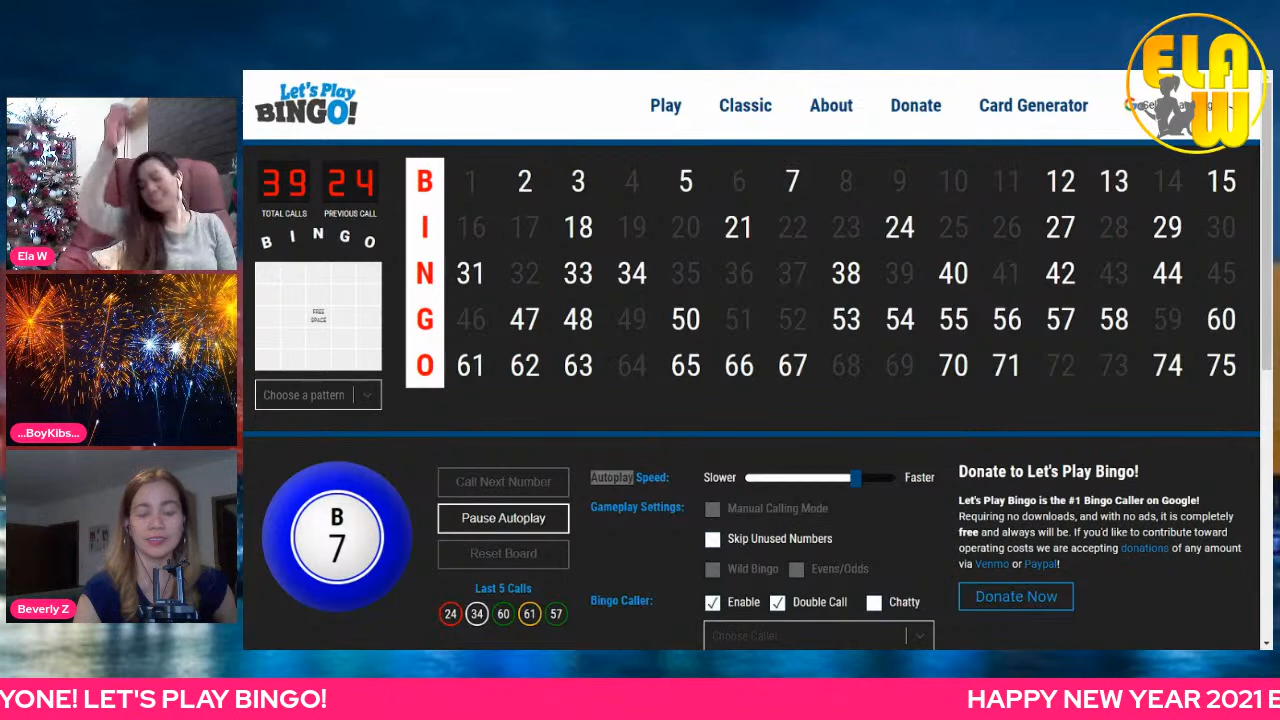 ELA
W
Let's Play
BINGO!
Play
Classic
About
Donate
Card Generator
39 24
TOTAL CALLS PREVIOUS CALL
B I N G O
FREE
SPACE
Choose a pattern
B 1 2 3 4 5 6 7 8 9 10 11 12 13 14 15
I 16 17 18 19 20 21 22 23 24 25 26 27 28 29 30
N 31 32 33 34 35 36 37 38 39 40 41 42 43 44 45
G 46 47 48 49 50 51 52 53 54 55 56 57 58 59 60
O 61 62 63 64 65 66 67 68 69 70 71 72 73 74 75
Ela W
...BoyKibs...
Beverly Z
B
7
Call Next Number
Pause Autoplay
Reset Board
Last 5 Calls
24 34 60 61 57
Autoplay Speed:
Slower
Faster
Gameplay Settings:
Manual Calling Mode
Skip Unused Numbers
Wild Bingo
Evens/Odds
Bingo Caller:
Enable
Double Call
Chatty
Choose Caller
Donate to Let's Play Bingo!
Let's Play Bingo is the #1 Bingo Caller on Google!
Requiring no downloads, and with no ads, it is completely
free and always will be. If you'd like to contribute toward
operating costs we are accepting donations of any amount
via Venmo or Paypal!
Donate Now
YONE! LET'S PLAY BINGO!
HAPPY NEW YEAR 2021 E